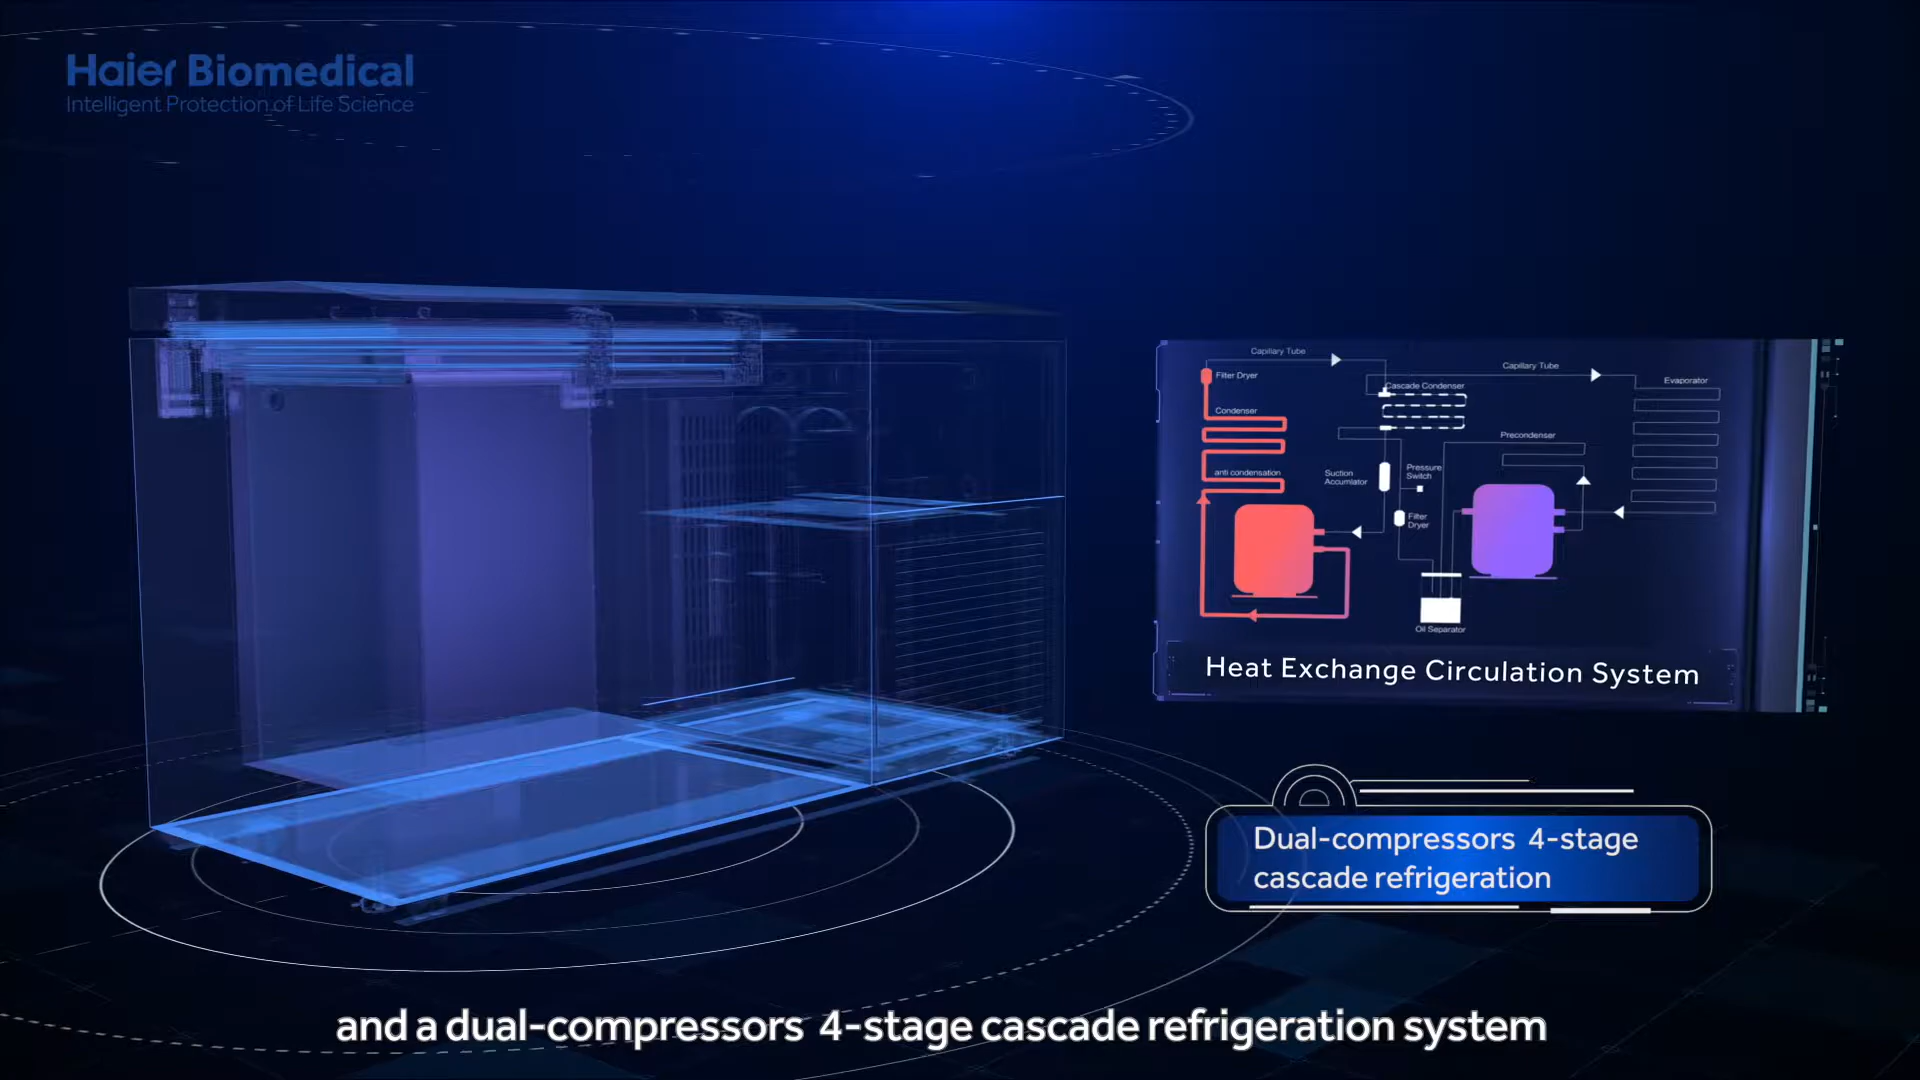 Haier Biomedical
Intelligent Protection of Life Science
Capillary Tube
Filter Dryer
Capillary Tube
Evaporator
Cascade Condenser
Condenser
Precondenser
anti condensation
Suction
Accumlator
Pressure
Switch
Filter
Dryer
Oil Separator
Heat Exchange Circulation System
Dual-compressors 4-stage
cascade refrigeration
and a dual-compressors 4-stage cascade refrigeration system